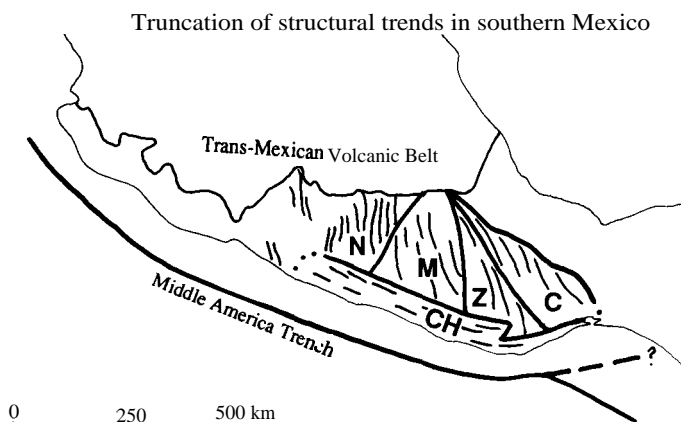 Truncation of structural trends in southern Mexico
Trans-Mexican Volcanic Belt
N
M
Z
C
CH
Middle America Trench
?
0 250 500 km